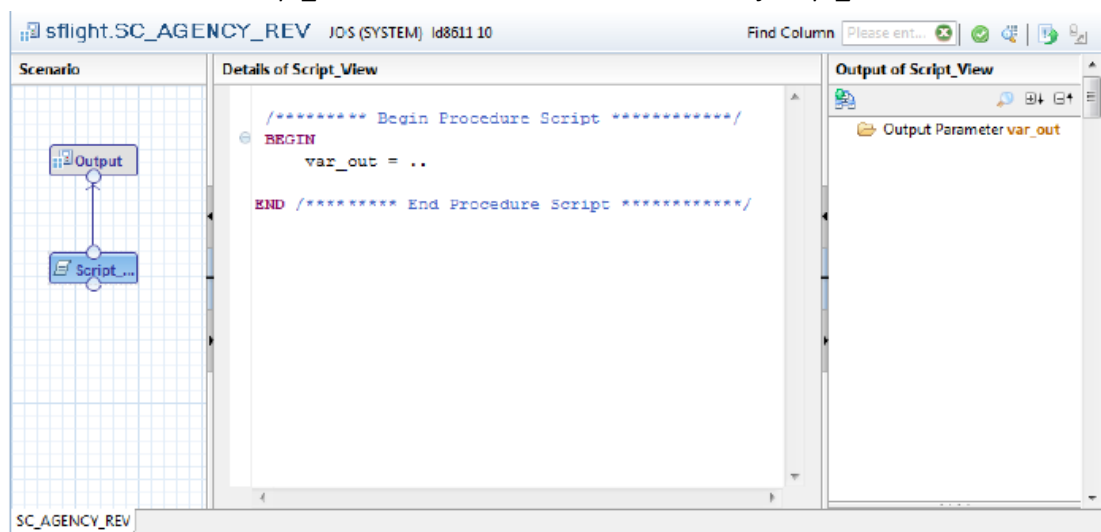 sflight.SC_AGENCY_REV JOS (SYSTEM) ld8611 10 Find Column Please ent...
Scenario
Details of Script_View
Output of Script_View
/********* Begin Procedure Script ************/
BEGIN
var_out = ..
END /********* End Procedure Script ************/
Output
Script_...
Output Parameter var_out
SC_AGENCY_REV